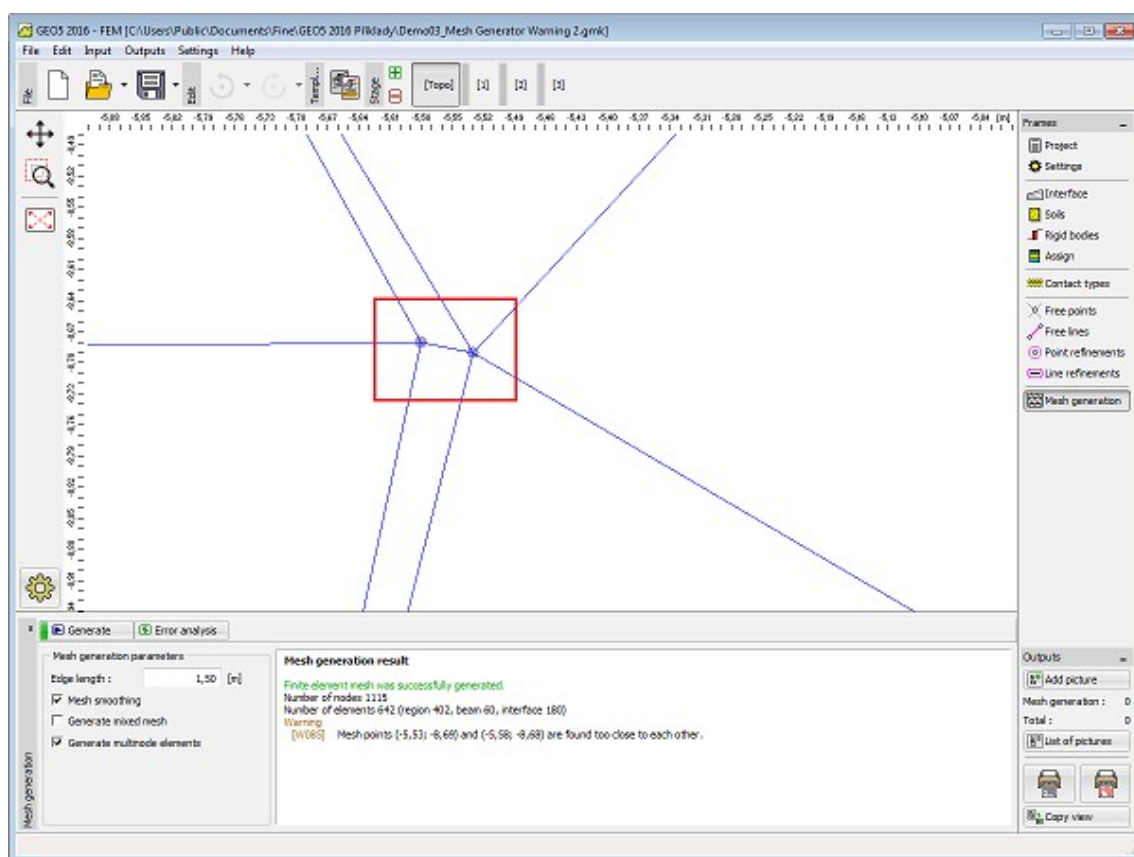 GEO5 2016 - FEM [C:\Users\Public\Documents\Fine\GEO5 2016 Příklady\Demo03_Mesh Generator Warning 2.gmk]
File Edit Input Outputs Settings Help
File
Edit
Templ...
Stage
[Topo] [1] [2] [3]
[m]
Frames
Project
Settings
Interface
Soils
Rigid bodies
Assign
Contact types
Free points
Free lines
Point refinements
Line refinements
Mesh generation
Generate Error analysis
Mesh generation parameters
Edge length : 1,50 [m]
Mesh smoothing
Generate mixed mesh
Generate multinode elements
Mesh generation
Mesh generation result
Finite element mesh was successfully generated.
Number of nodes 1115
Number of elements 642 (region 402, beam 60, interface 180)
Warning
[W085] Mesh points (-5,53; -8,69) and (-5,58; -8,68) are found too close to each other.
Outputs
Add picture
Mesh generation : 0
Total : 0
List of pictures
Copy view